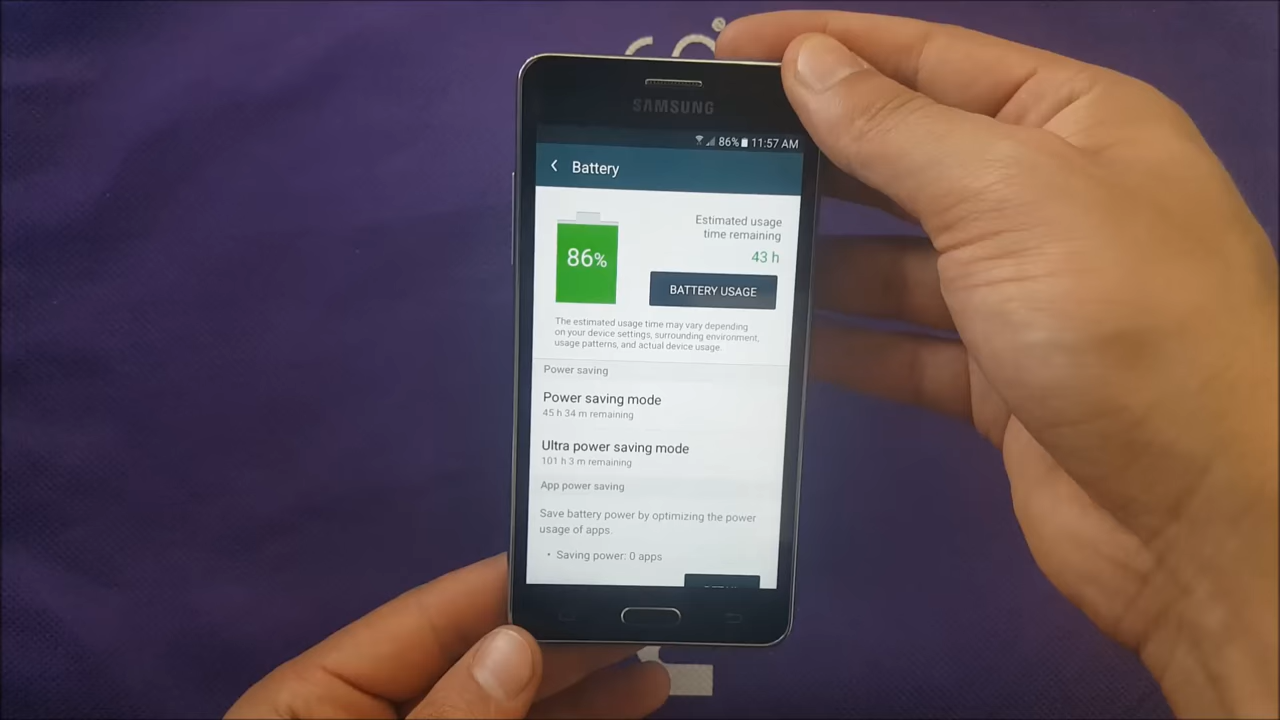 SAMSUNG
86% 11:57 AM
Battery
86%
Estimated usage
time remaining
43 h
BATTERY USAGE
The estimated usage time may vary depending
on your device settings, surrounding environment,
usage patterns, and actual device usage.
Power saving
Power saving mode
45 h 34 m remaining
Ultra power saving mode
101 h 3 m remaining
App power saving
Save battery power by optimizing the power
usage of apps.
• Saving power: 0 apps